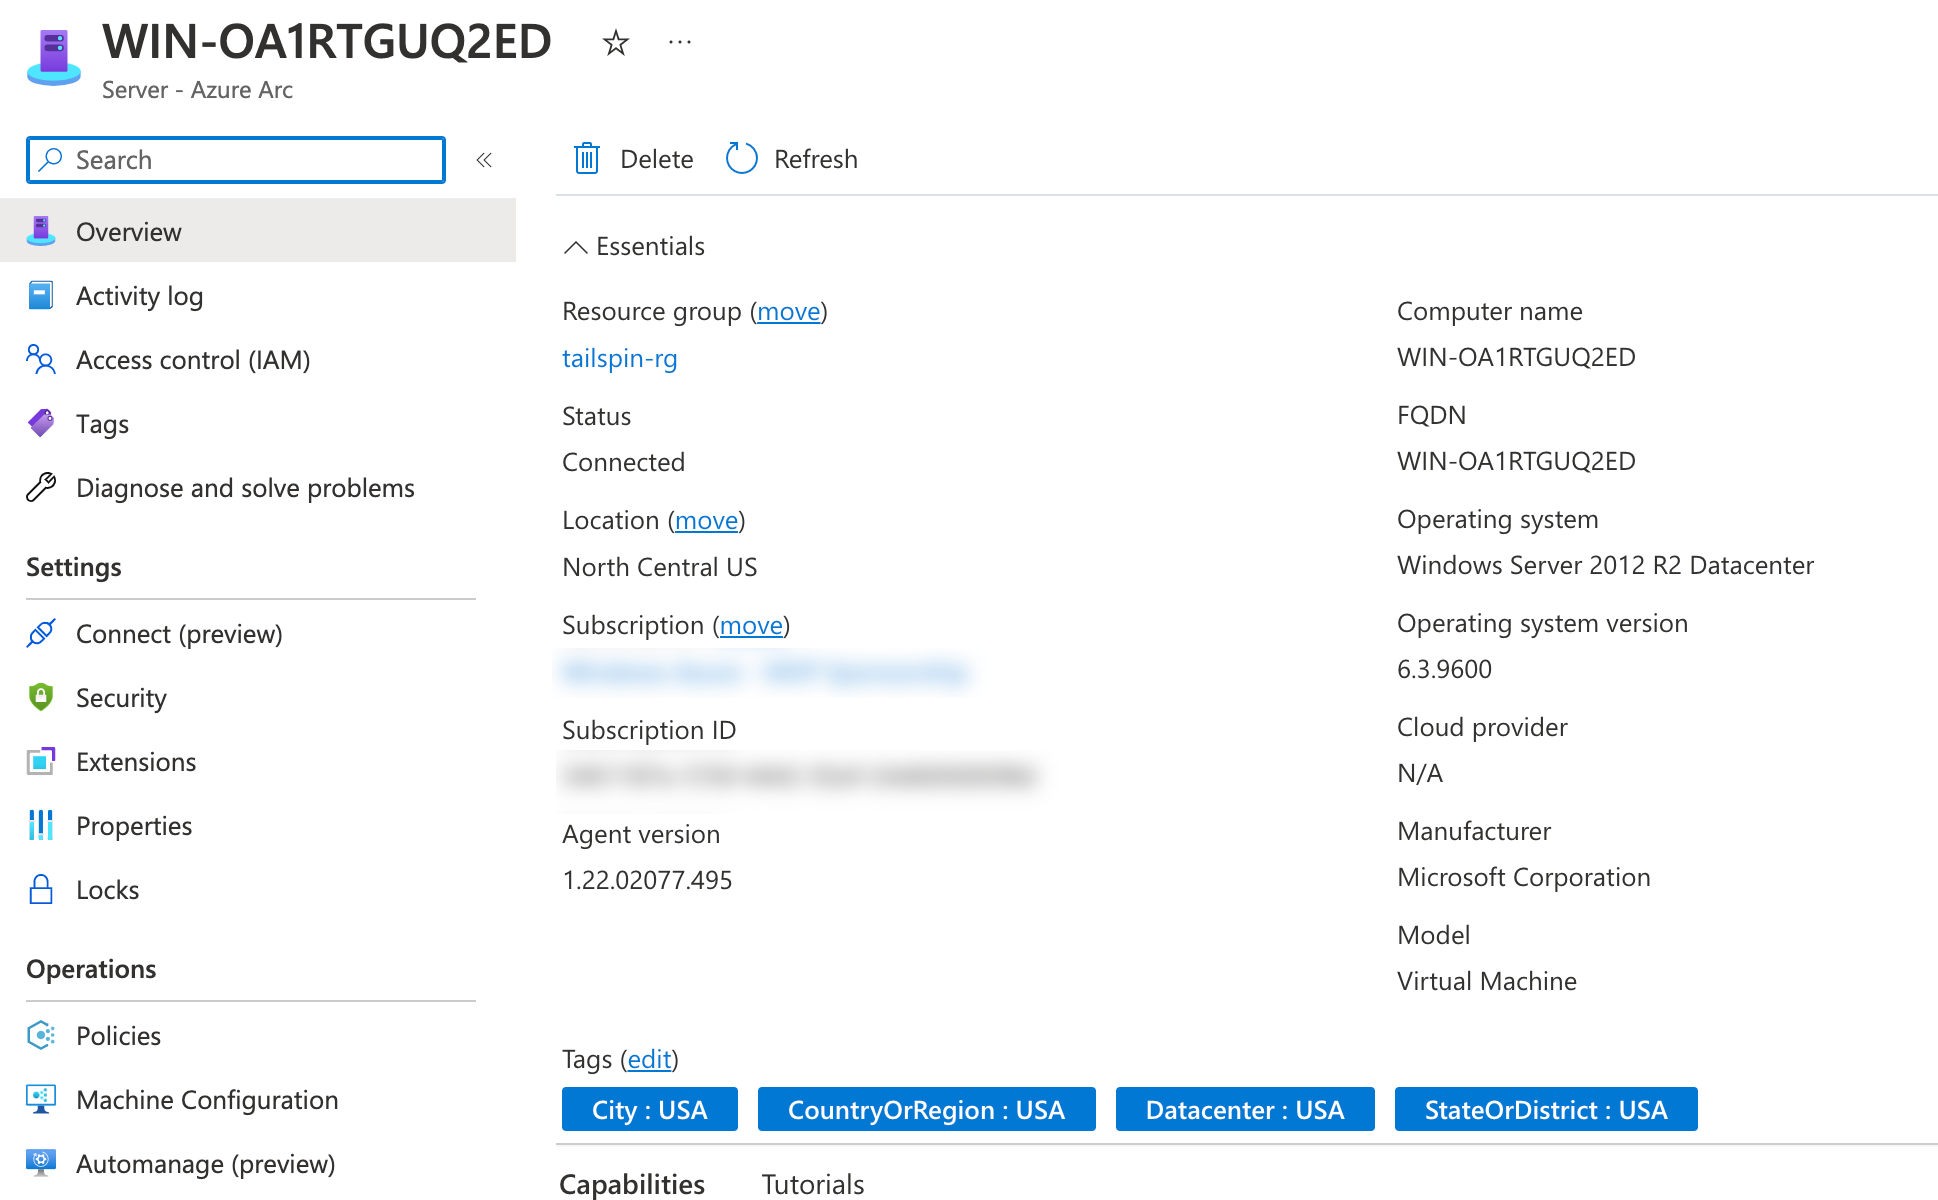 WIN-OA1RTGUQ2ED
Server - Azure Arc
Search
Delete
Refresh
Overview
Activity log
Access control (IAM)
Tags
Diagnose and solve problems
Settings
Connect (preview)
Security
Extensions
Properties
Locks
Operations
Policies
Machine Configuration
Automanage (preview)
Essentials
Resource group (move)
tailspin-rg
Status
Connected
Location (move)
North Central US
Subscription (move)
Subscription ID
Agent version
1.22.02077.495
Computer name
WIN-OA1RTGUQ2ED
FQDN
WIN-OA1RTGUQ2ED
Operating system
Windows Server 2012 R2 Datacenter
Operating system version
6.3.9600
Cloud provider
N/A
Manufacturer
Microsoft Corporation
Model
Virtual Machine
Tags (edit)
City : USA
CountryOrRegion : USA
Datacenter : USA
StateOrDistrict : USA
Capabilities
Tutorials